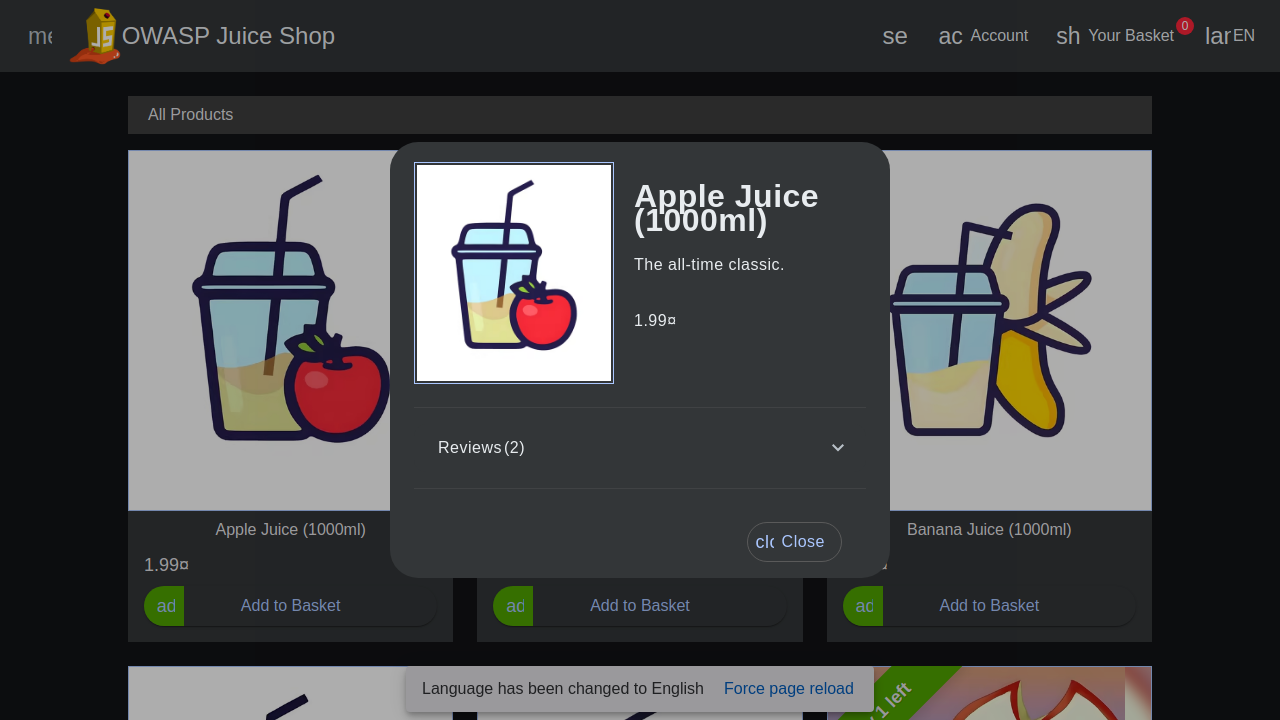 me
JS
OWASP Juice Shop
se
ac
Account
sh
Your Basket
0
lan
EN
All Products
Apple Juice
(1000ml)
The all-time classic.
1.99¤
Reviews (2)
clo
Close
Apple Juice (1000ml)
Banana Juice (1000ml)
1.99¤
ad
Add to Basket
ad
Add to Basket
ad
Add to Basket
1 left
Language has been changed to English
Force page reload